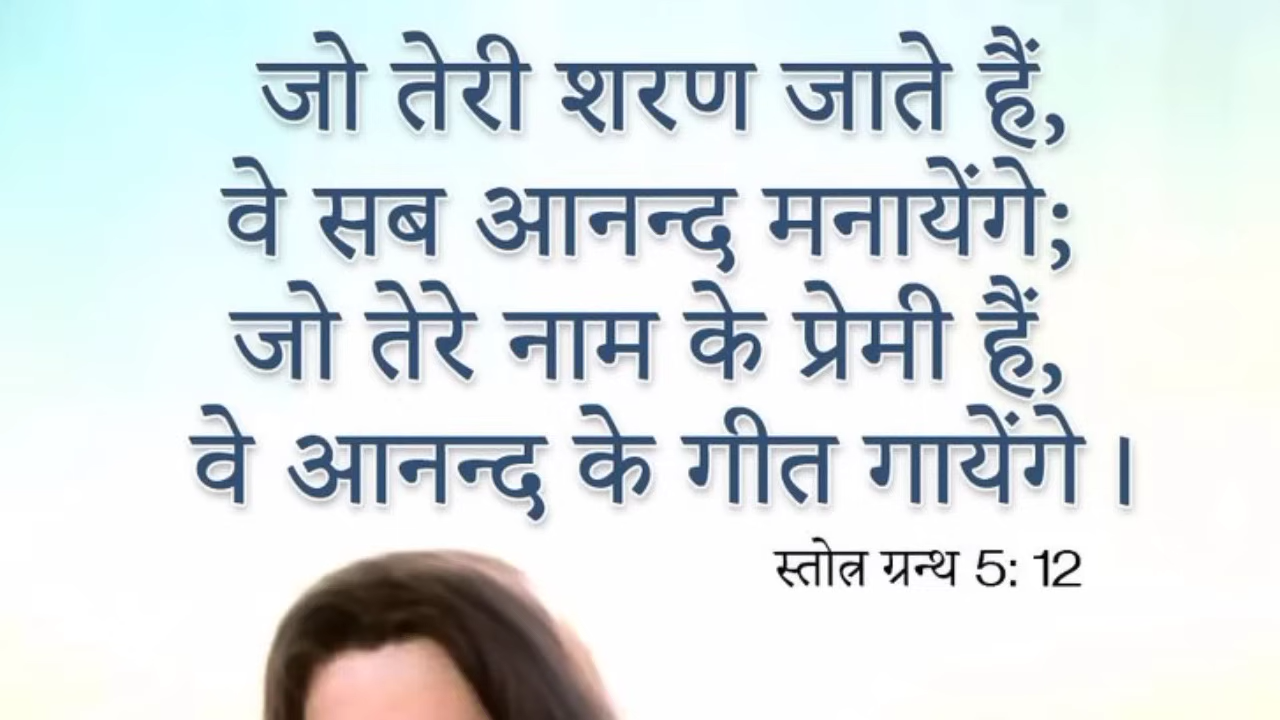 जो तेरी शरण जाते हैं,
वे सब आनन्द मनायेंगे;
जो तेरे नाम के प्रेमी हैं,
वे आनन्द के गीत गायेंगे।
स्तोत्र ग्रन्थ 5: 12